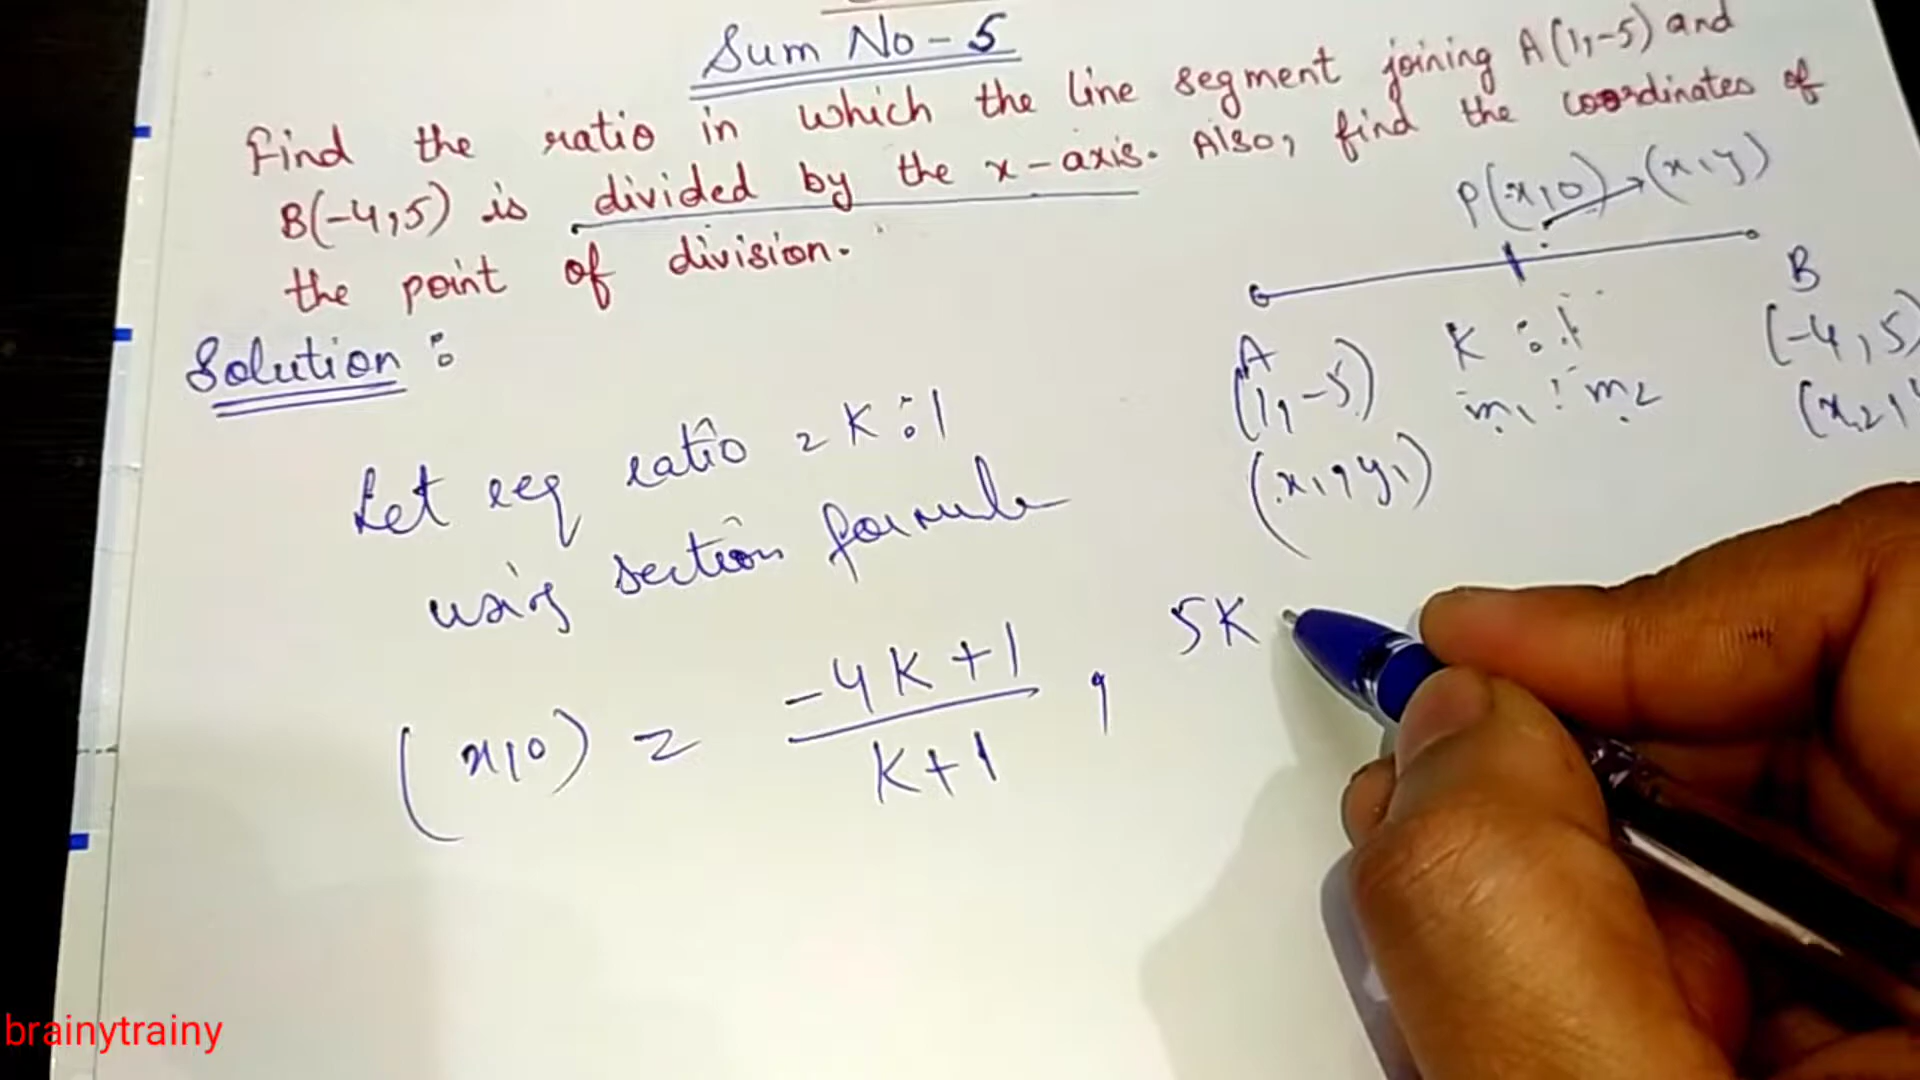 Sum No - 5
Find the ratio in which the line segment joining A(1,-5) and
B(-4,5) is divided by the x-axis. Also, find the coordinates of
the point of division.
P(x,0) → (x,y)
A
B
(1,-5)
K : 1
(-4,5)
m1 : m2
(x1,y1)
(x2,
Solution :
Let req ratio = K:1
using section formula
(x,0) = -4K+1 / K+1 , 5K
brainytrainy